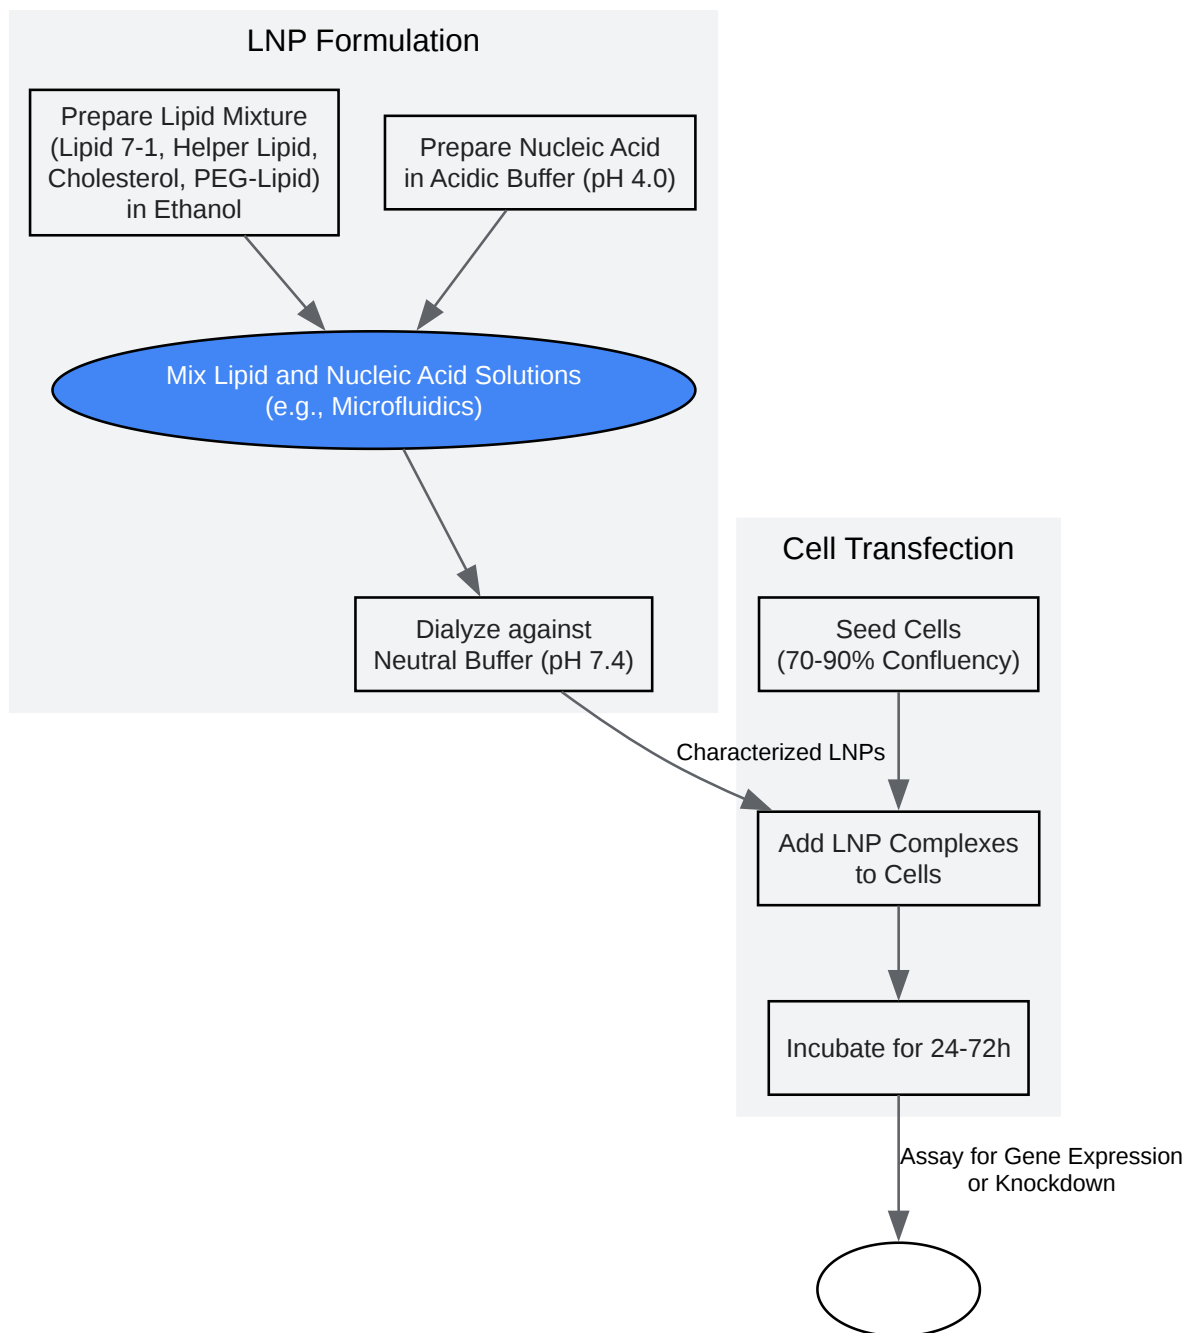 LNP Formulation
Prepare Lipid Mixture
(Lipid 7-1, Helper Lipid,
Cholesterol, PEG-Lipid)
in Ethanol
Prepare Nucleic Acid
in Acidic Buffer (pH 4.0)
Mix Lipid and Nucleic Acid Solutions
(e.g., Microfluidics)
Dialyze against
Neutral Buffer (pH 7.4)
Cell Transfection
Seed Cells
(70-90% Confluency)
Characterized LNPs
Add LNP Complexes
to Cells
Incubate for 24-72h
Assay for Gene Expression
or Knockdown